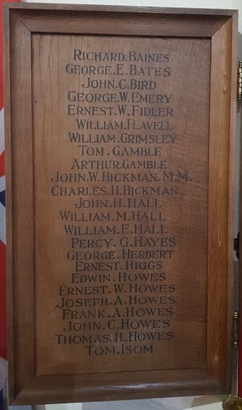 RICHARD.BAINES
GEORGE.E.BATES
JOHN.C.BIRD
GEORGE.W.EMERY
ERNEST.W.FIDLER
WILLIAM.FLAVELL
WILLIAM.GRIMSLEY
TOM.GAMBLE
ARTHUR.GAMBLE
JOHN.W.HICKMAN.M.M.
CHARLES.H.HICKMAN
JOHN.H.HALL
WILLIAM.M.HALL
WILLIAM.E.HALL
PERCY.G.HAYES
GEORGE.HERBERT
ERNEST.HIGGS
EDWIN.HOWES
ERNEST.W.HOWES
JOSEPH.A.HOWES
FRANK.A.HOWES
JOHN.C.HOWES
THOMAS.H.HOWES
TOM.ISOM